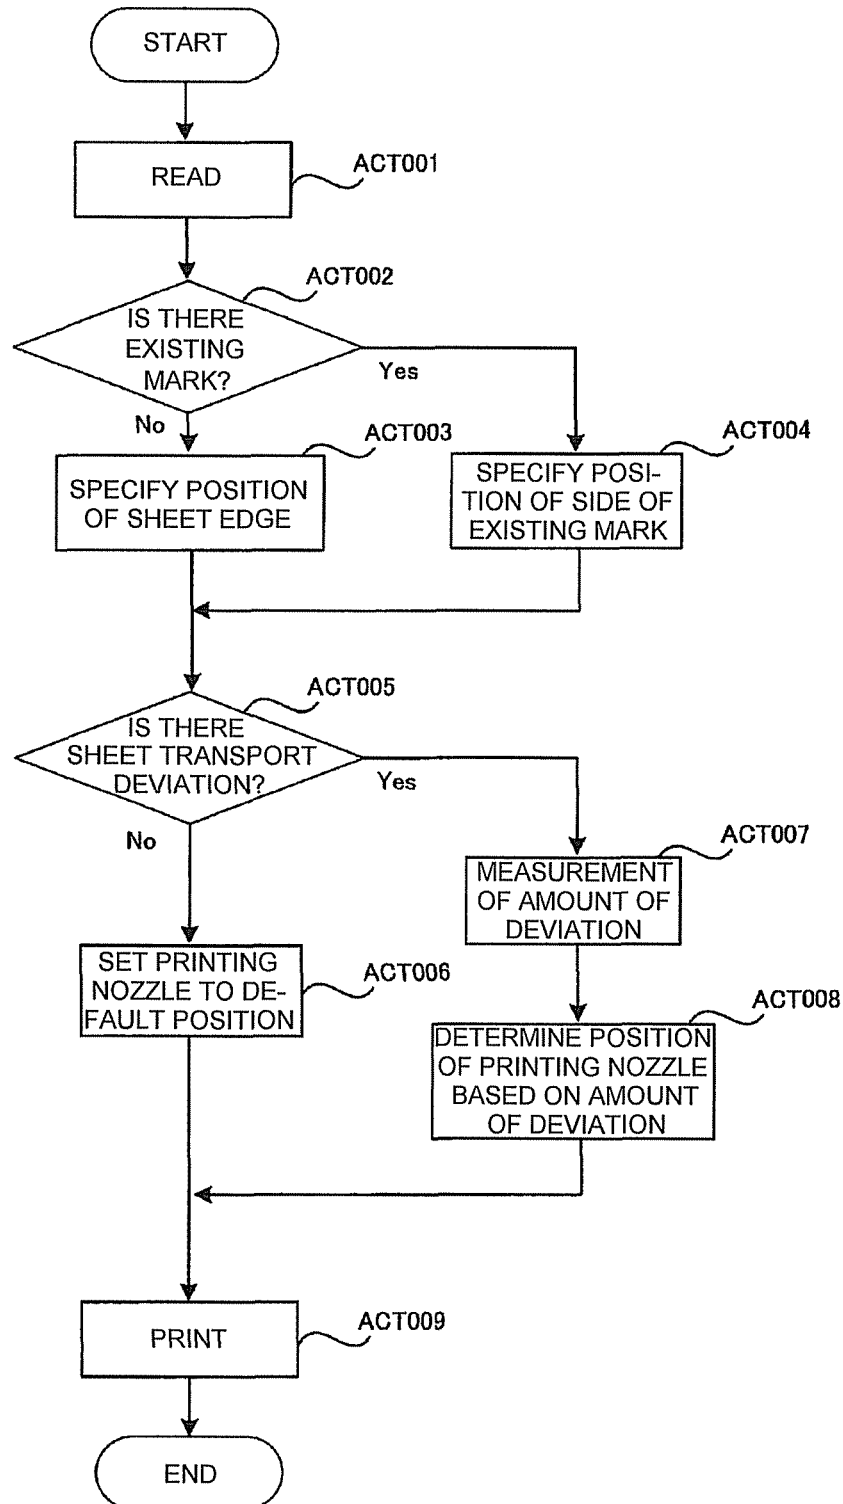 START
READ
ACT001
ACT002
IS THERE
EXISTING
MARK?
Yes
No
ACT003
SPECIFY POSITION
OF SHEET EDGE
ACT004
SPECIFY POSI-
TION OF SIDE OF
EXISTING MARK
ACT005
IS THERE
SHEET TRANSPORT
DEVIATION?
Yes
No
ACT007
MEASUREMENT
OF AMOUNT OF
DEVIATION
SET PRINTING
NOZZLE TO DE-
FAULT POSITION
ACT006
ACT008
DETERMINE POSITION
OF PRINTING NOZZLE
BASED ON AMOUNT
OF DEVIATION
PRINT
ACT009
END